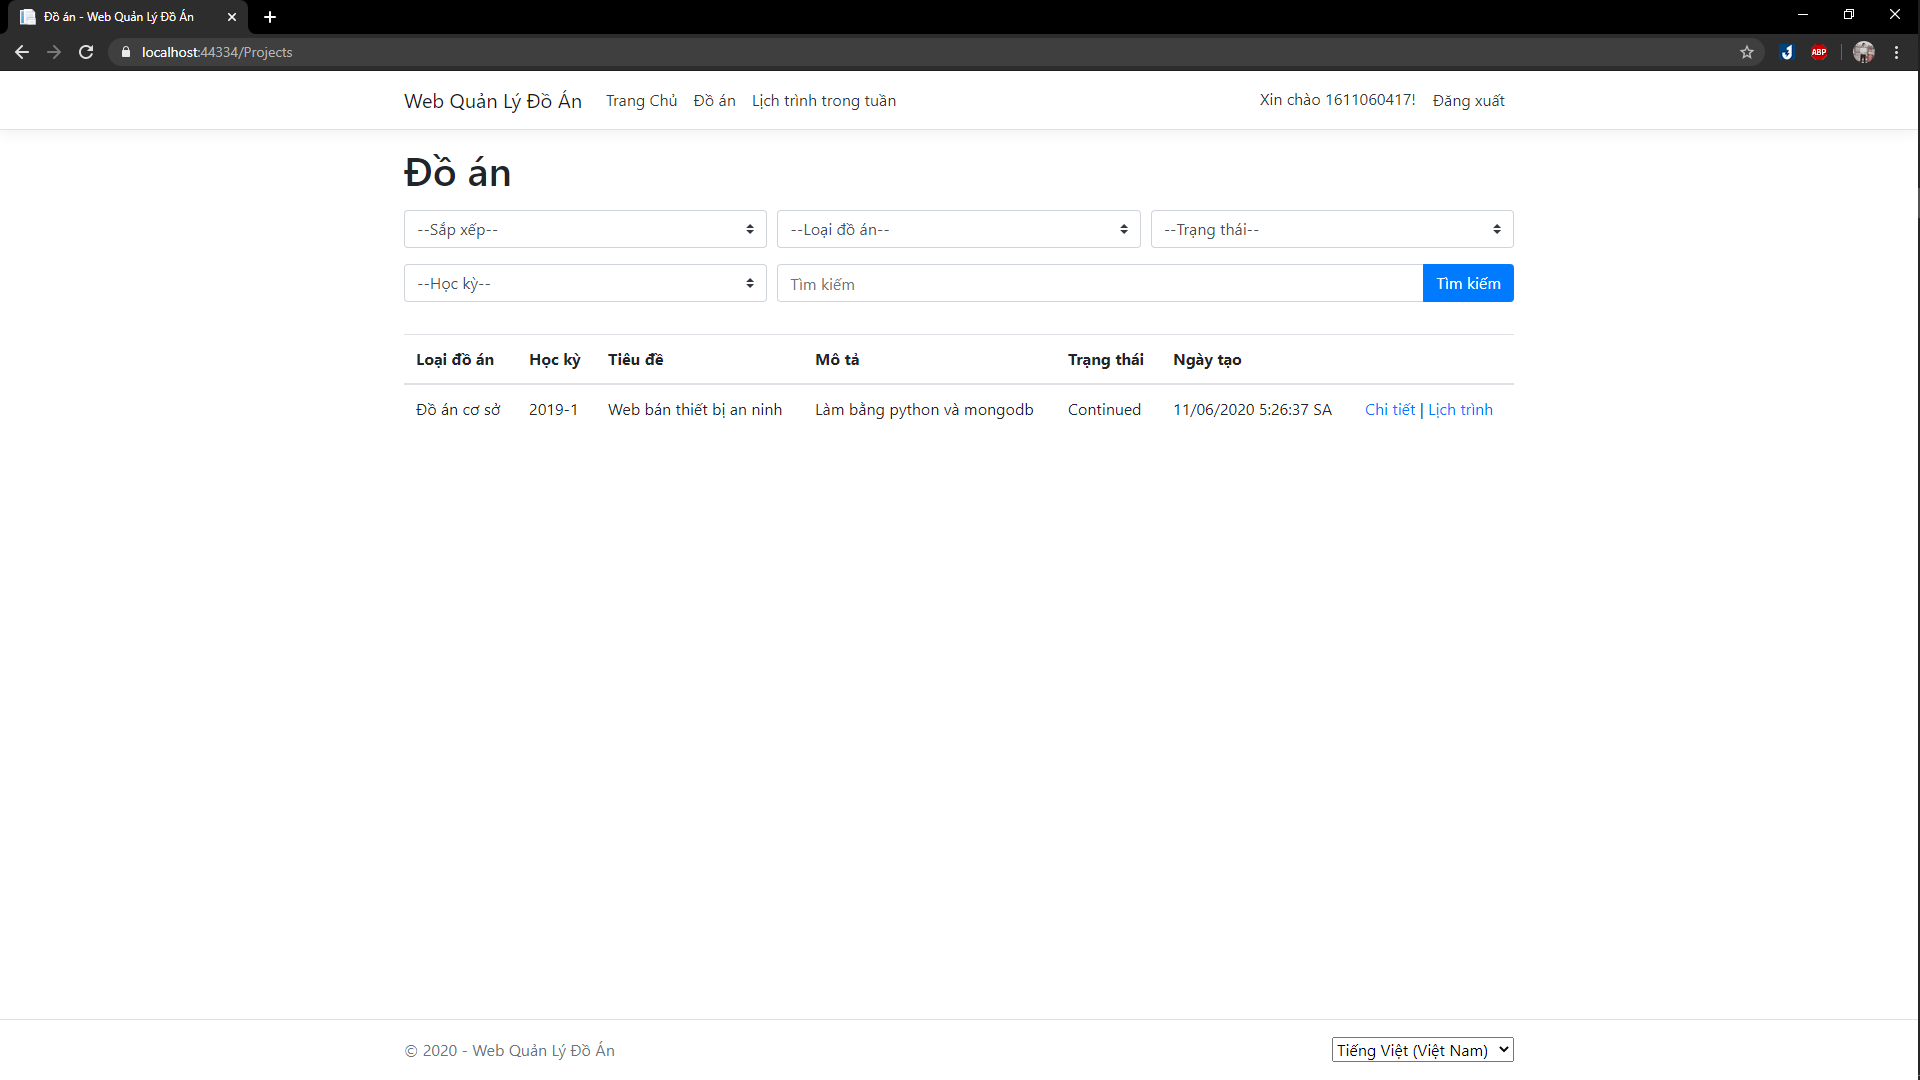 Đồ án - Web Quản Lý Đồ Án
localhost:44334/Projects
ABP
Web Quản Lý Đồ Án Trang Chủ Đồ án Lịch trình trong tuần Xin chào 1611060417! Đăng xuất
Đồ án
--Sắp xếp-- --Loại đồ án-- --Trạng thái--
--Học kỳ-- Tìm kiếm Tìm kiếm
Loại đồ án Học kỳ Tiêu đề Mô tả Trạng thái Ngày tạo
Đồ án cơ sở 2019-1 Web bán thiết bị an ninh Làm bằng python và mongodb Continued 11/06/2020 5:26:37 SA Chi tiết | Lịch trình
© 2020 - Web Quản Lý Đồ Án Tiếng Việt (Việt Nam)